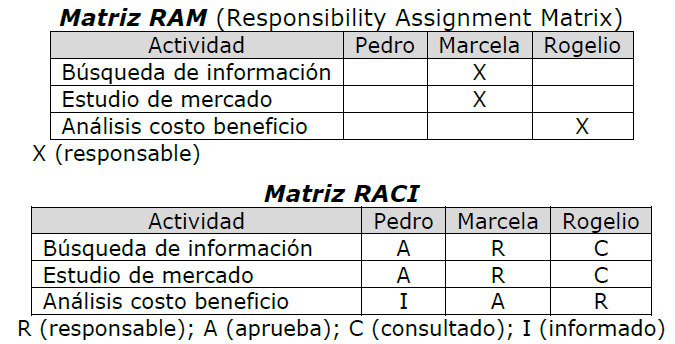 Matriz RAM (Responsibility Assignment Matrix)
Actividad Pedro Marcela Rogelio
Búsqueda de información X
Estudio de mercado X
Análisis costo beneficio X
X (responsable)
Matriz RACI
Actividad Pedro Marcela Rogelio
Búsqueda de información A R C
Estudio de mercado A R C
Análisis costo beneficio I A R
R (responsable); A (aprueba); C (consultado); I (informado)